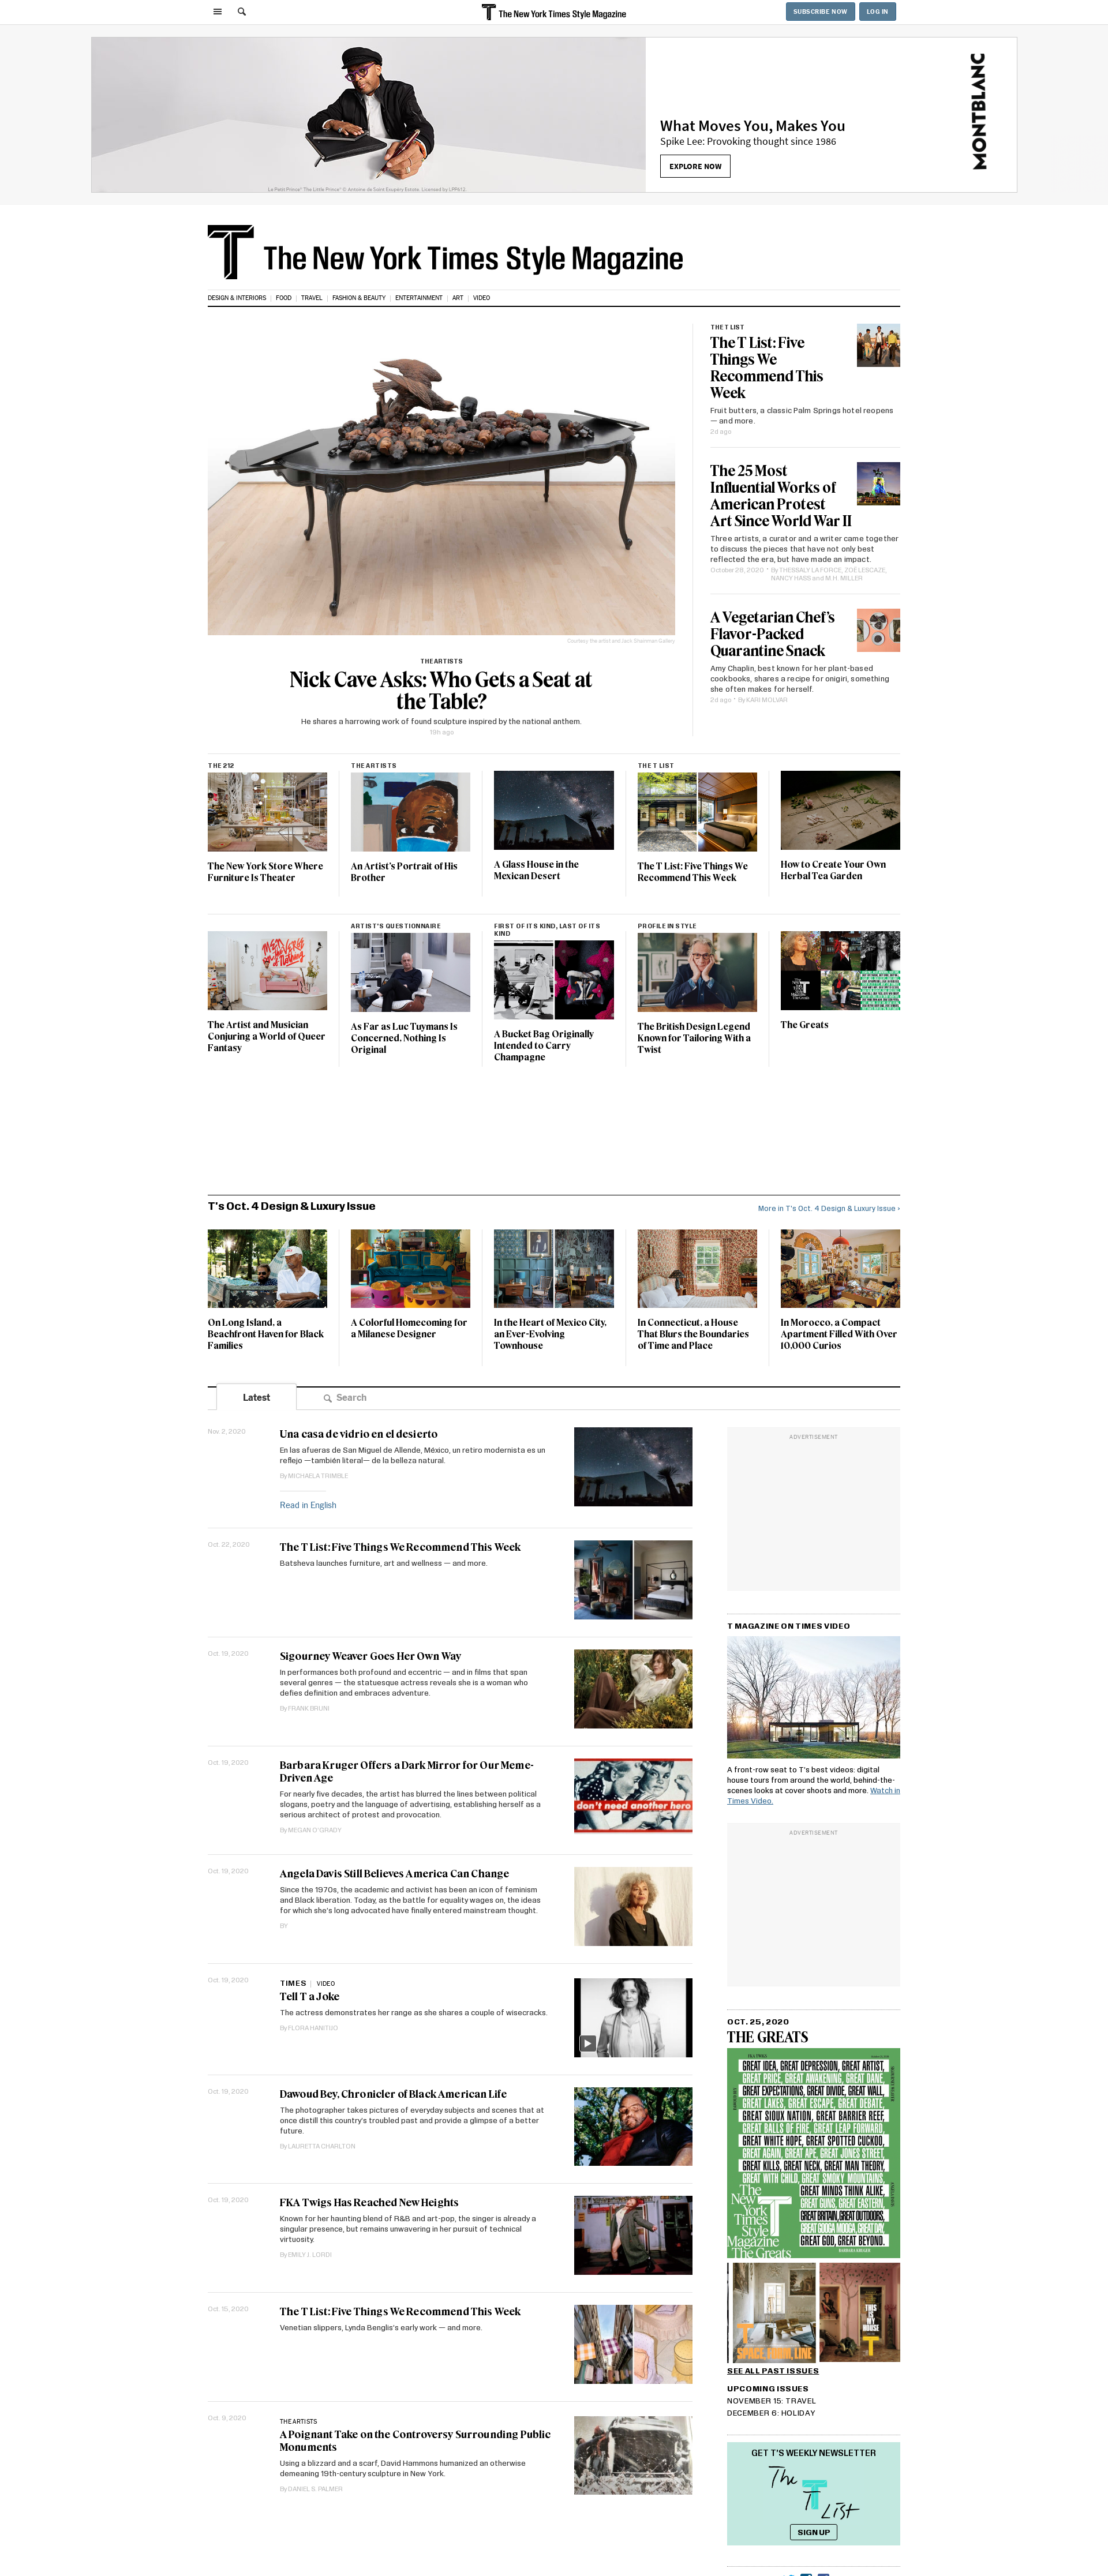 The New York Times Style Magazine
SUBSCRIBE NOW
LOG IN
What Moves You, Makes You
Spike Lee: Provoking thought since 1986
EXPLORE NOW
MONTBLANC
The New York Times Style Magazine
DESIGN & INTERIORS | FOOD | TRAVEL | FASHION & BEAUTY | ENTERTAINMENT | ART | VIDEO
Courtesy the artist and Jack Shainman Gallery
THE ARTISTS
Nick Cave Asks: Who Gets a Seat at
the Table?
He shares a harrowing work of found sculpture inspired by the national anthem.
19h ago
THE T LIST
The T List: Five
Things We
Recommend This
Week
Fruit butters, a classic Palm Springs hotel reopens
— and more.
2d ago
The 25 Most
Influential Works of
American Protest
Art Since World War II
Three artists, a curator and a writer came together
to discuss the pieces that have not only best
reflected the era, but have made an impact.
October 28, 2020 • By THESSALY LA FORCE, ZOË LESCAZE,
NANCY HASS and M.H. MILLER
A Vegetarian Chef’s
Flavor-Packed
Quarantine Snack
Amy Chaplin, best known for her plant-based
cookbooks, shares a recipe for onigiri, something
she often makes for herself.
2d ago • By KARI MOLVAR
THE 212
The New York Store Where
Furniture Is Theater
THE ARTISTS
An Artist’s Portrait of His
Brother
A Glass House in the
Mexican Desert
THE T LIST
The T List: Five Things We
Recommend This Week
How to Create Your Own
Herbal Tea Garden
The Artist and Musician
Conjuring a World of Queer
Fantasy
ARTIST'S QUESTIONNAIRE
As Far as Luc Tuymans Is
Concerned, Nothing Is
Original
FIRST OF ITS KIND, LAST OF ITS
KIND
A Bucket Bag Originally
Intended to Carry
Champagne
PROFILE IN STYLE
The British Design Legend
Known for Tailoring With a
Twist
The Greats
T's Oct. 4 Design & Luxury Issue
More in T's Oct. 4 Design & Luxury Issue ›
On Long Island, a
Beachfront Haven for Black
Families
A Colorful Homecoming for
a Milanese Designer
In the Heart of Mexico City,
an Ever-Evolving
Townhouse
In Connecticut, a House
That Blurs the Boundaries
of Time and Place
In Morocco, a Compact
Apartment Filled With Over
10,000 Curios
Latest
Search
Nov. 2, 2020
Una casa de vidrio en el desierto
En las afueras de San Miguel de Allende, México, un retiro modernista es un
reflejo —también literal— de la belleza natural.
By MICHAELA TRIMBLE
Read in English
Oct. 22, 2020
The T List: Five Things We Recommend This Week
Batsheva launches furniture, art and wellness — and more.
Oct. 19, 2020
Sigourney Weaver Goes Her Own Way
In performances both profound and eccentric — and in films that span
several genres — the statuesque actress reveals she is a woman who
defies definition and embraces adventure.
By FRANK BRUNI
Oct. 19, 2020
Barbara Kruger Offers a Dark Mirror for Our Meme-
Driven Age
For nearly five decades, the artist has blurred the lines between political
slogans, poetry and the language of advertising, establishing herself as a
serious architect of protest and provocation.
By MEGAN O'GRADY
don't need another hero
Oct. 19, 2020
Angela Davis Still Believes America Can Change
Since the 1970s, the academic and activist has been an icon of feminism
and Black liberation. Today, as the battle for equality wages on, the ideas
for which she's long advocated have finally entered mainstream thought.
BY
Oct. 19, 2020
TIMES | VIDEO
Tell T a Joke
The actress demonstrates her range as she shares a couple of wisecracks.
By FLORA HANITIJO
Oct. 19, 2020
Dawoud Bey, Chronicler of Black American Life
The photographer takes pictures of everyday subjects and scenes that at
once distill this country's troubled past and provide a glimpse of a better
future.
By LAURETTA CHARLTON
Oct. 19, 2020
FKA Twigs Has Reached New Heights
Known for her haunting blend of R&B and art-pop, the singer is already a
singular presence, but remains unwavering in her pursuit of technical
virtuosity.
By EMILY J. LORDI
Oct. 15, 2020
The T List: Five Things We Recommend This Week
Venetian slippers, Lynda Benglis's early work — and more.
Oct. 9, 2020
THE ARTISTS
A Poignant Take on the Controversy Surrounding Public
Monuments
Using a blizzard and a scarf, David Hammons humanized an otherwise
demeaning 19th-century sculpture in New York.
By DANIEL S. PALMER
ADVERTISEMENT
T MAGAZINE ON TIMES VIDEO
A front-row seat to T's best videos: digital
house tours from around the world, behind-the-
scenes looks at cover shoots and more. Watch in
Times Video.
ADVERTISEMENT
OCT. 25, 2020
THE GREATS
GREAT IDEA, GREAT DEPRESSION, GREAT ARTIST,
GREAT PRICE, GREAT AWAKENING, GREAT DANE,
GREAT EXPECTATIONS, GREAT DIVIDE, GREAT WALL,
GREAT LAKES, GREAT ESCAPE, GREAT DEBATE,
GREAT SIOUX NATION, GREAT BARRIER REEF,
GREAT BALLS OF FIRE, GREAT LEAP FORWARD,
GREAT WHITE HOPE, GREAT SPOTTED CUCKOO,
GREAT AGAIN, GREAT APE, GREAT JONES STREET,
GREAT KILLS, GREAT NECK, GREAT MAN THEORY,
GREAT WITH CHILD, GREAT SMOKY MOUNTAINS,
GREAT MINDS THINK ALIKE,
GREAT GUNS, GREAT EASTERN,
GREAT BRITAIN, GREAT OUTDOORS,
GREAT GOOGA MOOGA, GREAT DAY,
GREAT GOD, GREAT BEYOND.
The
New
York
Times
Style
Magazine
The Greats
SPACE, FORM, LINE
THIS
IS
MY
HOUSE
SEE ALL PAST ISSUES
UPCOMING ISSUES
NOVEMBER 15: TRAVEL
DECEMBER 6: HOLIDAY
GET T'S WEEKLY NEWSLETTER
The
T
List
SIGN UP